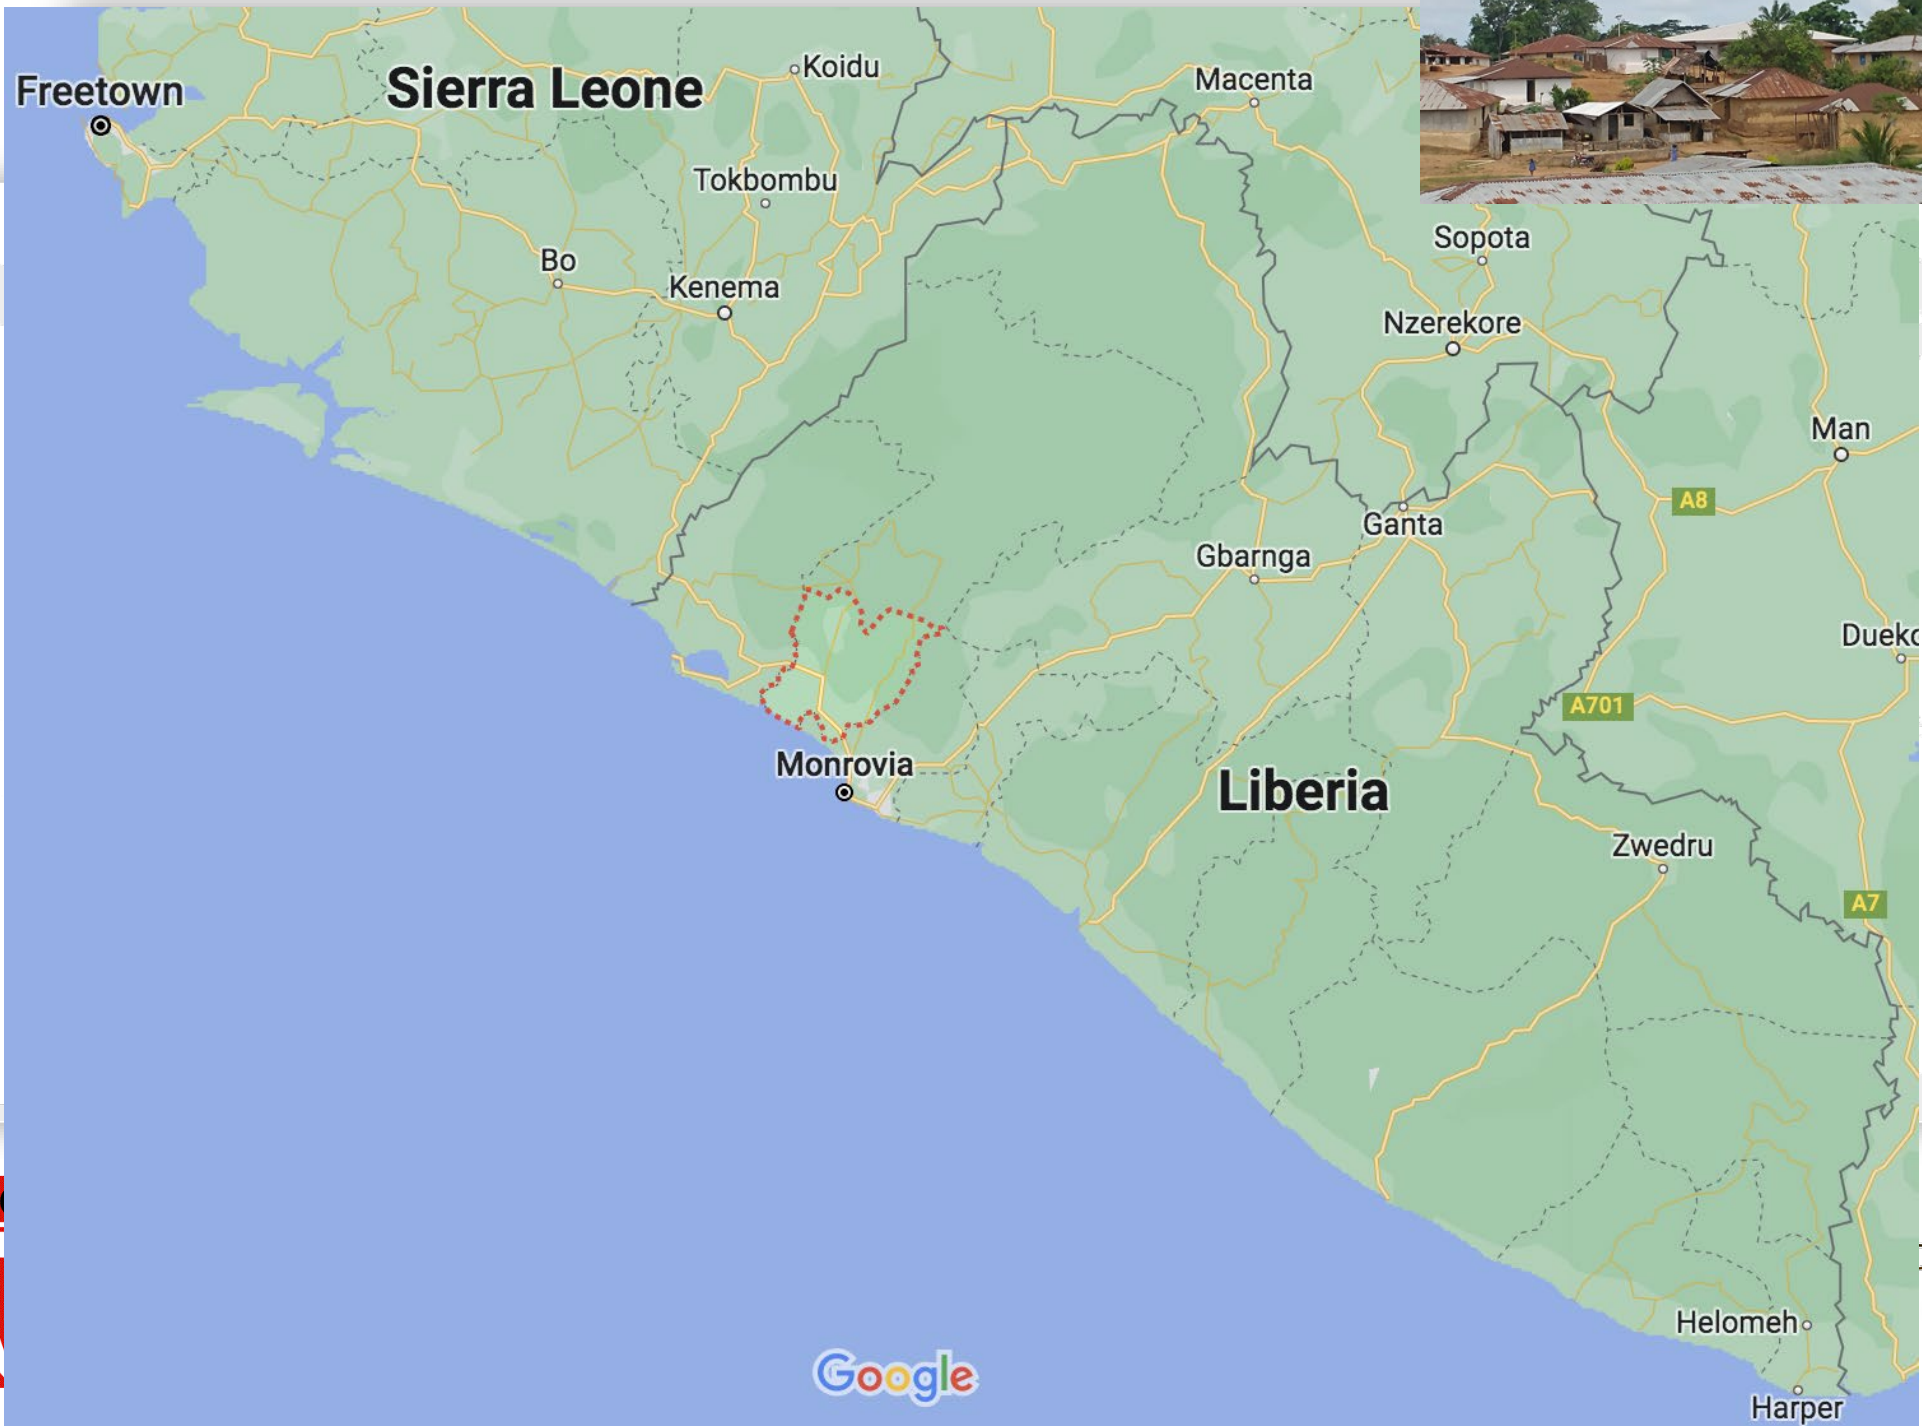 Freetown
Sierra Leone
Koidu
Macenta
Tokbombu
Sopota
Bo
Kenema
Nzerekore
Man
A8
Ganta
Gbarnga
A701
Monrovia
Liberia
Zwedru
A7
Helomeh
Google
Harper